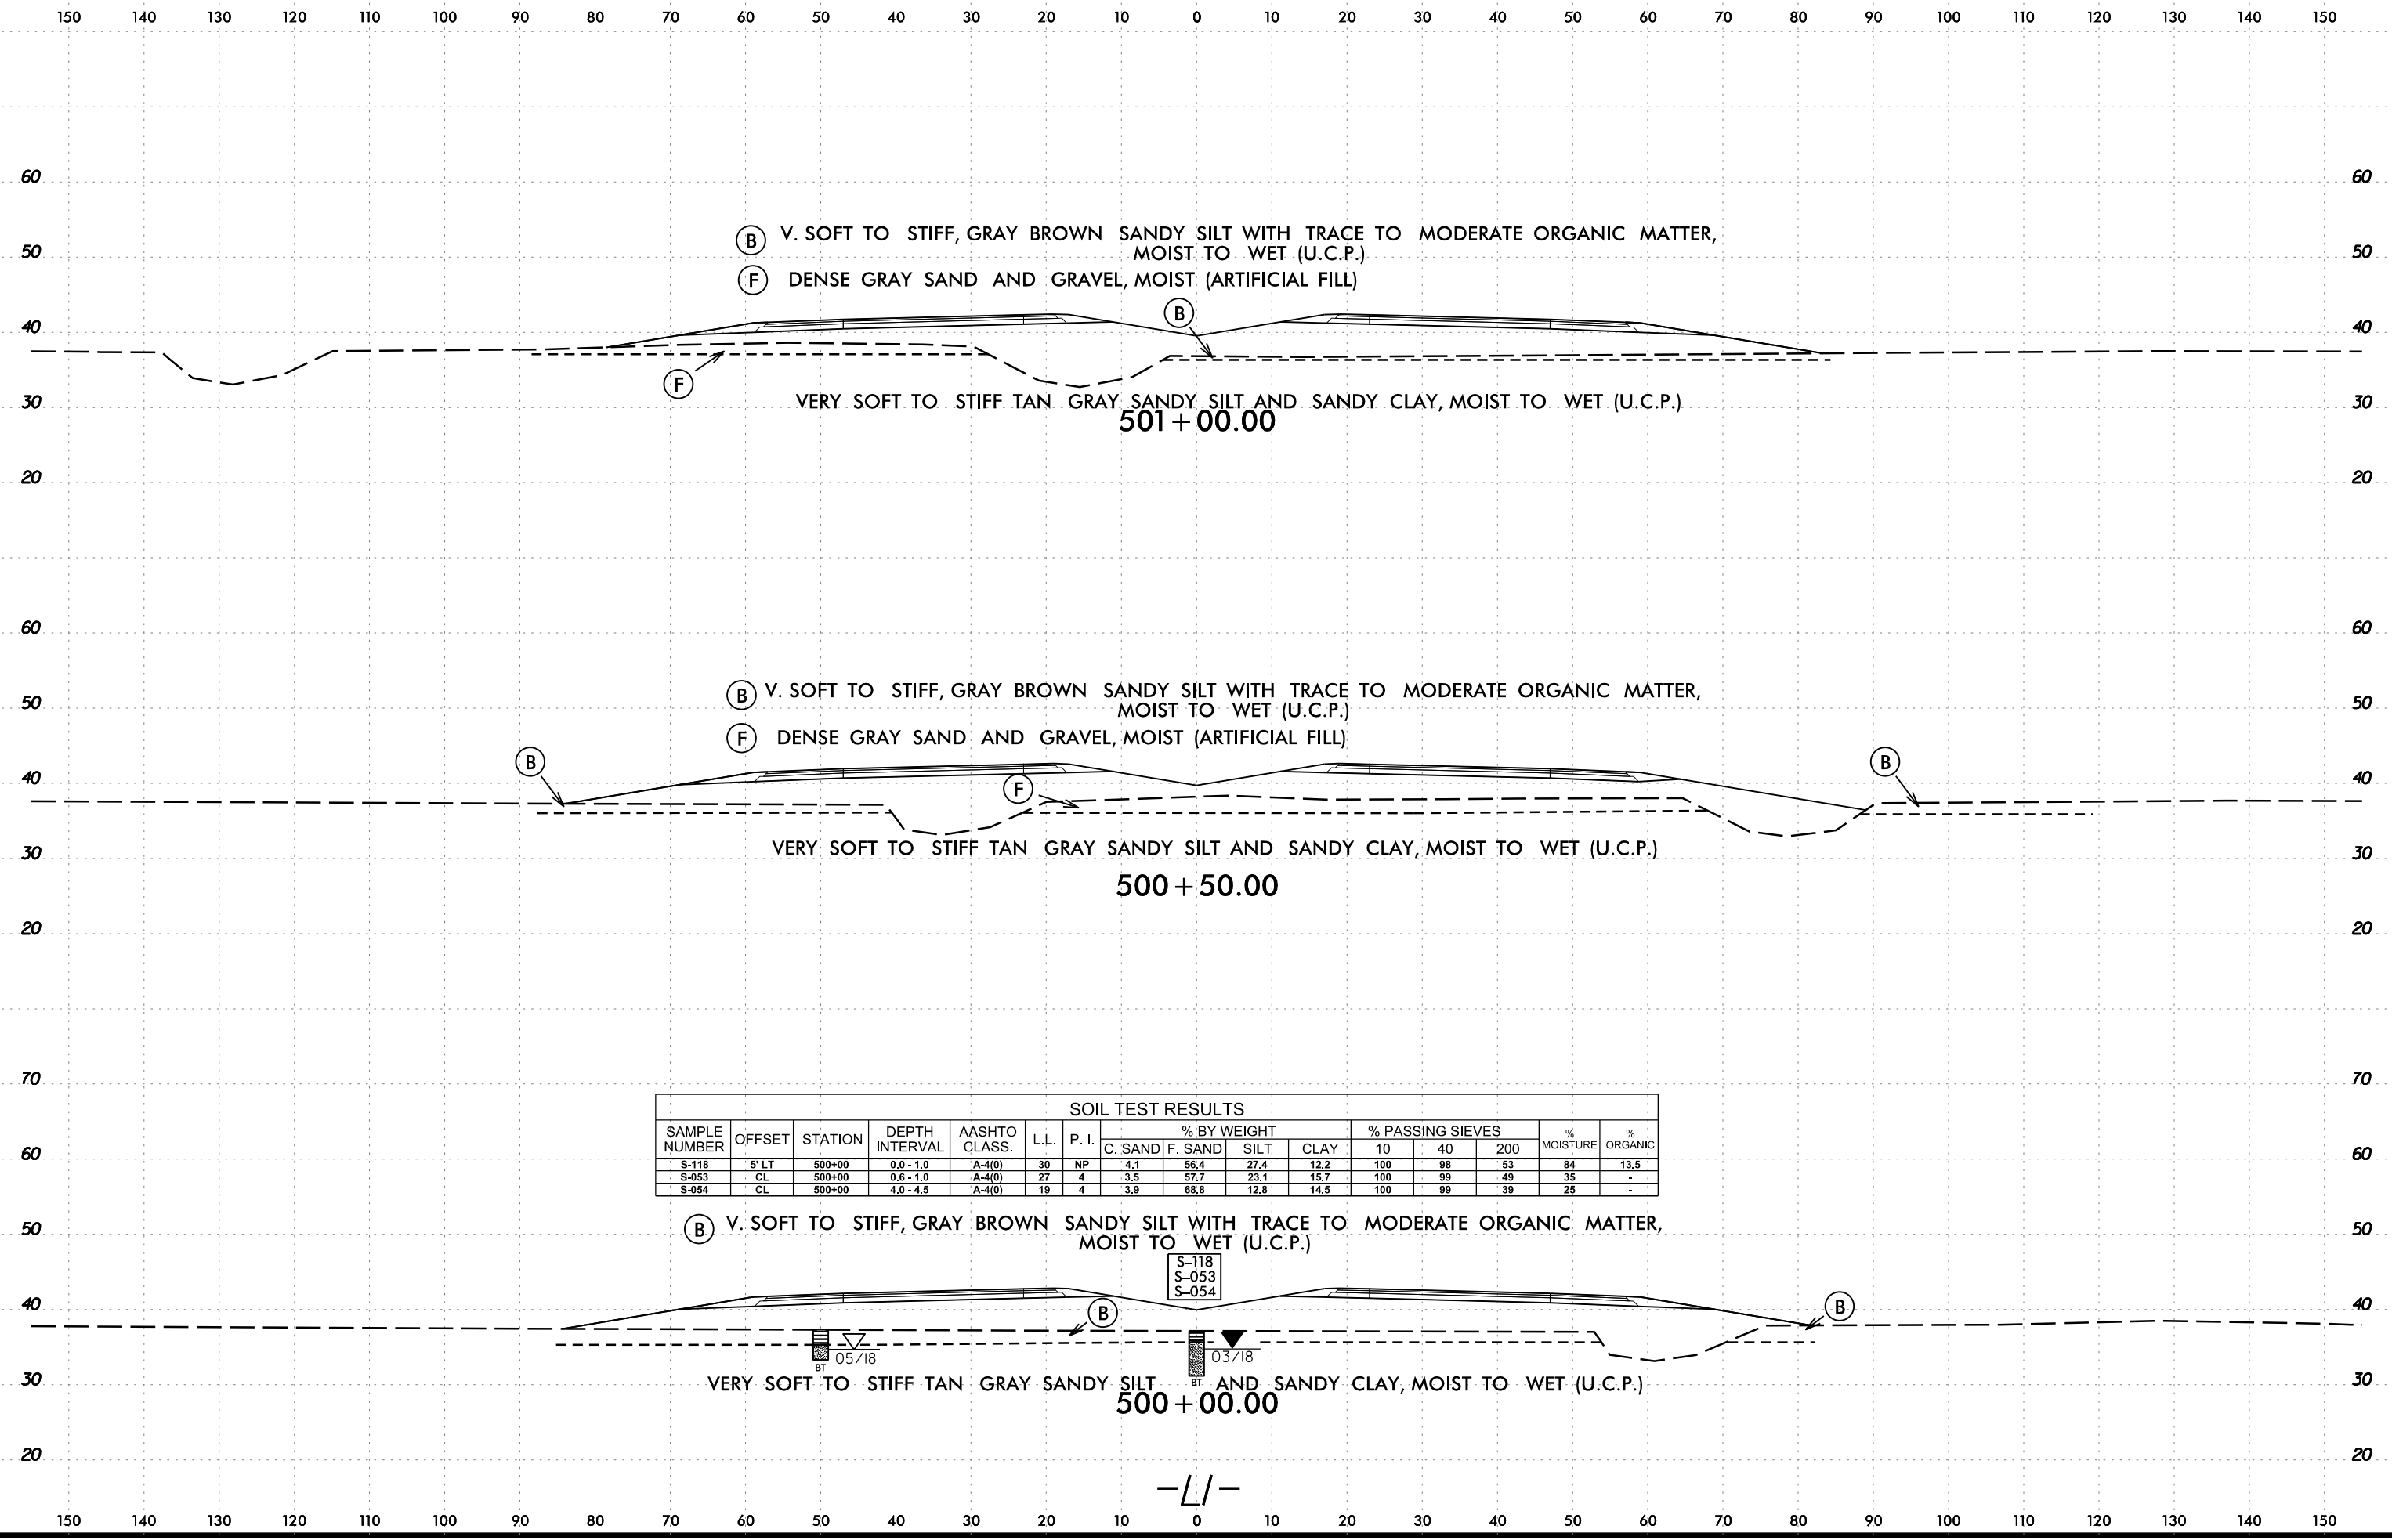 150 140 130 120 110 100 90 80 70 60 50 40 30 20 10 0 10 20 30 40 50 60 70 80 90 100 110 120 130 140 150
60 60
B V. SOFT TO STIFF, GRAY BROWN SANDY SILT WITH TRACE TO MODERATE ORGANIC MATTER,
MOIST TO WET (U.C.P.)
50 50
F DENSE GRAY SAND AND GRAVEL, MOIST (ARTIFICIAL FILL)
B
40 40
F
VERY SOFT TO STIFF TAN GRAY SANDY SILT AND SANDY CLAY, MOIST TO WET (U.C.P.)
30 30
501+00.00
20 20
60 60
B V. SOFT TO STIFF, GRAY BROWN SANDY SILT WITH TRACE TO MODERATE ORGANIC MATTER,
50 50
MOIST TO WET (U.C.P.)
F DENSE GRAY SAND AND GRAVEL, MOIST (ARTIFICIAL FILL)
B B
40 40
F
VERY SOFT TO STIFF TAN GRAY SANDY SILT AND SANDY CLAY, MOIST TO WET (U.C.P.)
30 30
500+50.00
20 20
70 70
SOIL TEST RESULTS
SAMPLE NUMBER OFFSET STATION DEPTH INTERVAL AASHTO CLASS. L.L. P. I. % BY WEIGHT % PASSING SIEVES % MOISTURE % ORGANIC
C. SAND F. SAND SILT CLAY 10 40 200
60 60
S-118 5' LT 500+00 0.0 - 1.0 A-4(0) 30 NP 4.1 56.4 27.4 12.2 100 98 53 84 13.5
S-053 CL 500+00 0.6 - 1.0 A-4(0) 27 4 3.5 57.7 23.1 15.7 100 99 49 35 -
S-054 CL 500+00 4.0 - 4.5 A-4(0) 19 4 3.9 68.8 12.8 14.5 100 99 39 25 -
B V. SOFT TO STIFF, GRAY BROWN SANDY SILT WITH TRACE TO MODERATE ORGANIC MATTER,
50 50
MOIST TO WET (U.C.P.)
S-118
S-053
S-054
40 40
B B
05/18 03/18
BT BT
VERY SOFT TO STIFF TAN GRAY SANDY SILT AND SANDY CLAY, MOIST TO WET (U.C.P.)
30 30
500+00.00
20 20
-L-
150 140 130 120 110 100 90 80 70 60 50 40 30 20 10 0 10 20 30 40 50 60 70 80 90 100 110 120 130 140 150